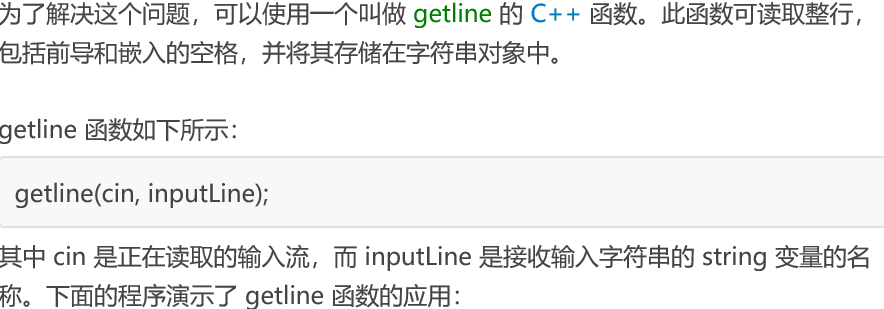 为了解决这个问题，可以使用一个叫做 getline 的 C++ 函数。此函数可读取整行，
包括前导和嵌入的空格，并将其存储在字符串对象中。
getline 函数如下所示：
getline(cin, inputLine);
其中 cin 是正在读取的输入流，而 inputLine 是接收输入字符串的 string 变量的名
称。下面的程序演示了 getline 函数的应用：